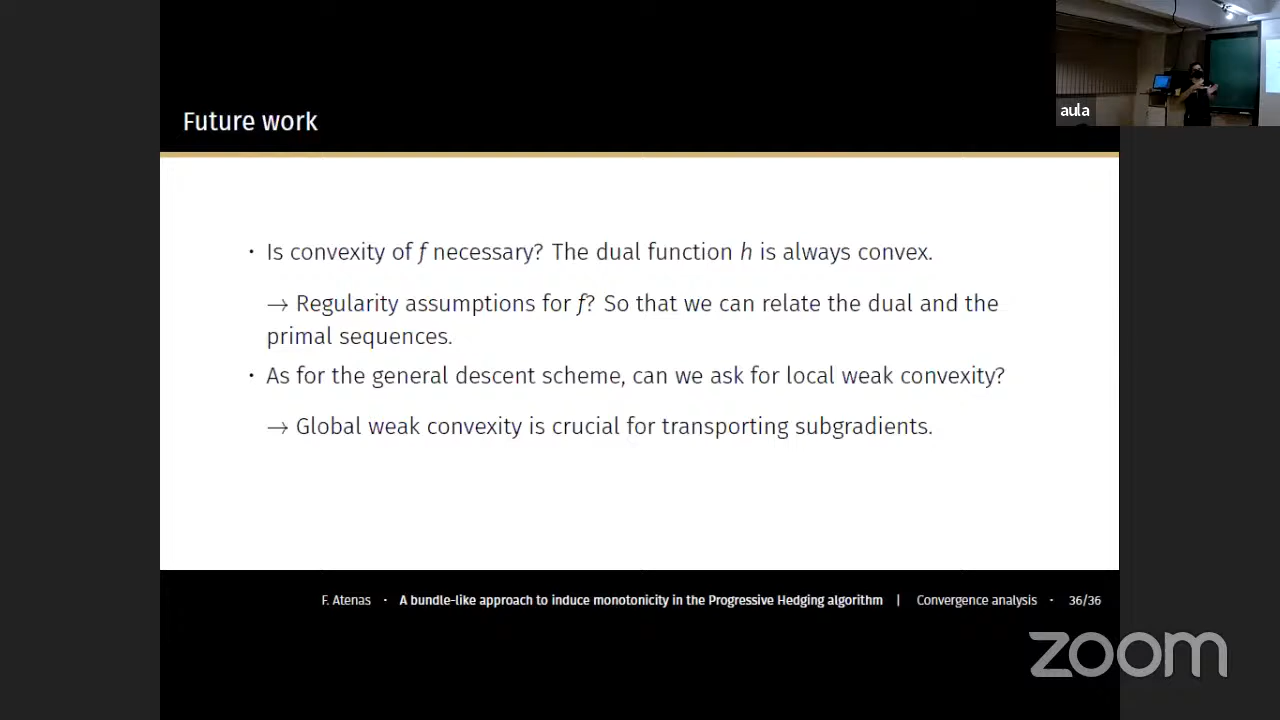 aula
Future work
· Is convexity of f necessary? The dual function h is always convex.
→ Regularity assumptions for f? So that we can relate the dual and the
primal sequences.
· As for the general descent scheme, can we ask for local weak convexity?
→ Global weak convexity is crucial for transporting subgradients.
F. Atenas · A bundle-like approach to induce monotonicity in the Progressive Hedging algorithm | Convergence analysis · 36/36
zoom